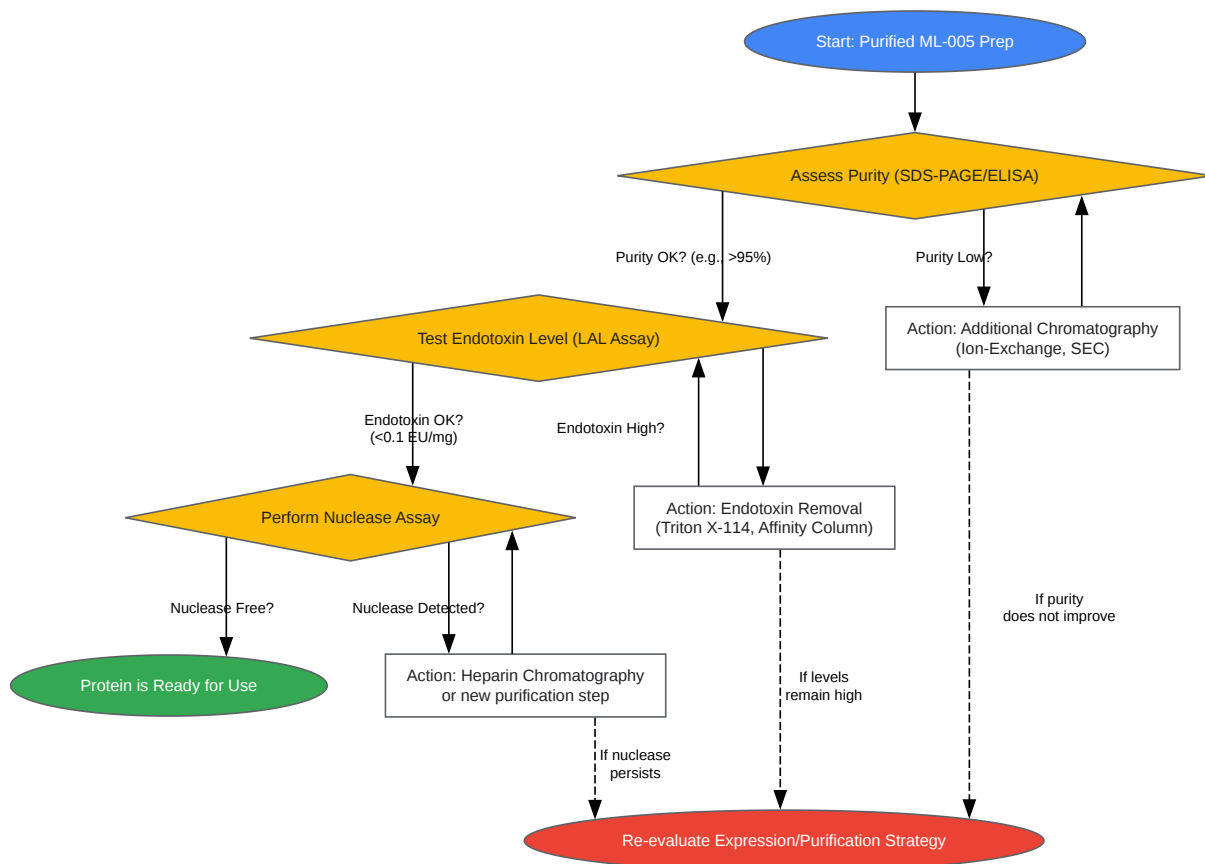 Start: Purified ML-005 Prep
Assess Purity (SDS-PAGE/ELISA)
Purity OK? (e.g., >95%)
Purity Low?
Action: Additional Chromatography
(Ion-Exchange, SEC)
Test Endotoxin Level (LAL Assay)
Endotoxin OK?
(<0.1 EU/mg)
Endotoxin High?
Action: Endotoxin Removal
(Triton X-114, Affinity Column)
Perform Nuclease Assay
Nuclease Free?
Nuclease Detected?
If purity
does not improve
Protein is Ready for Use
Action: Heparin Chromatography
or new purification step
If levels
remain high
If nuclease
persists
Re-evaluate Expression/Purification Strategy